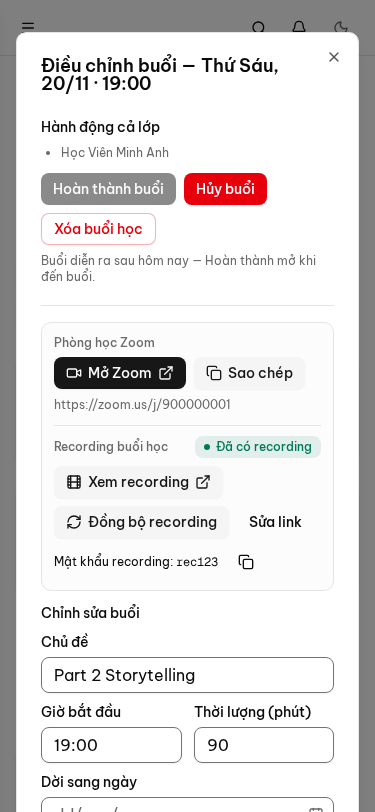 Điều chỉnh buổi — Thứ Sáu,
20/11 · 19:00
Hành động cả lớp
• Học Viên Minh Anh
Hoàn thành buổi
Hủy buổi
Xóa buổi học
Buổi diễn ra sau hôm nay — Hoàn thành mở khi
đến buổi.
Phòng học Zoom
Mở Zoom
Sao chép
https://zoom.us/j/900000001
Recording buổi học
Đã có recording
Xem recording
Đồng bộ recording
Sửa link
Mật khẩu recording: rec123
Chỉnh sửa buổi
Chủ đề
Part 2 Storytelling
Giờ bắt đầu
Thời lượng (phút)
19:00
90
Dời sang ngày